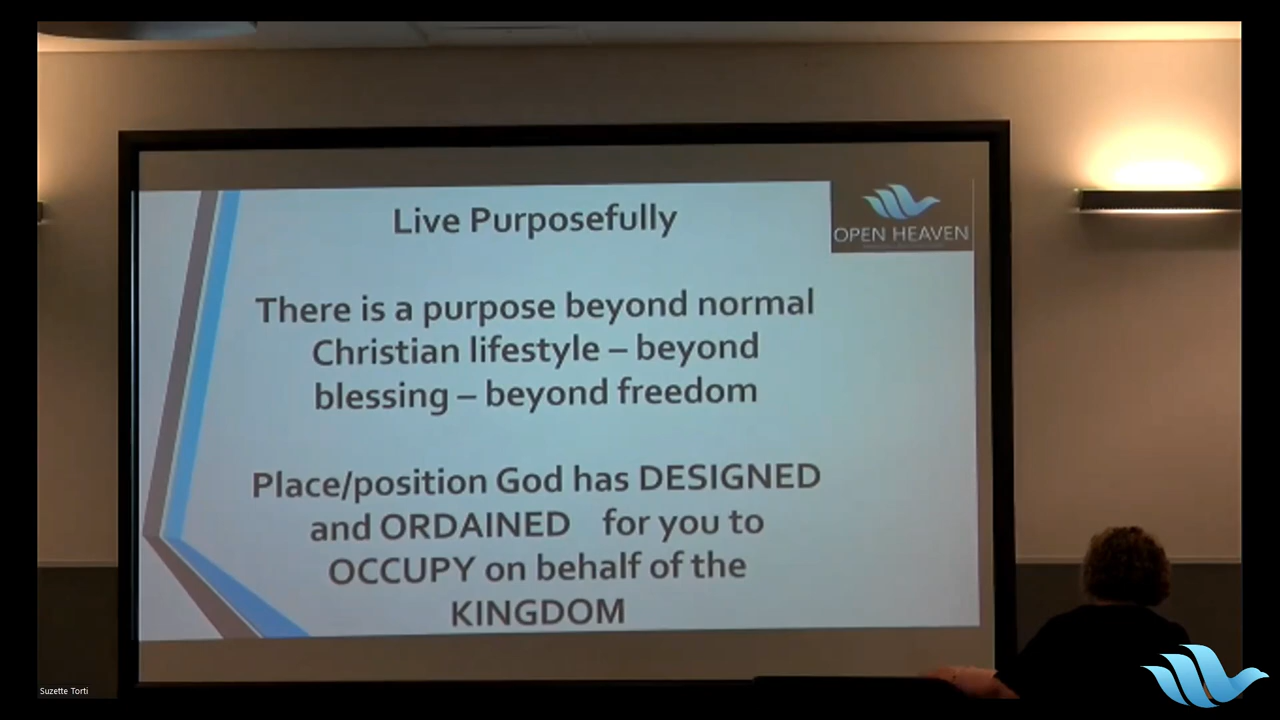 Live Purposefully
OPEN HEAVEN
There is a purpose beyond normal
Christian lifestyle – beyond
blessing – beyond freedom
Place/position God has DESIGNED
and ORDAINED for you to
OCCUPY on behalf of the
KINGDOM
Suzette Torti